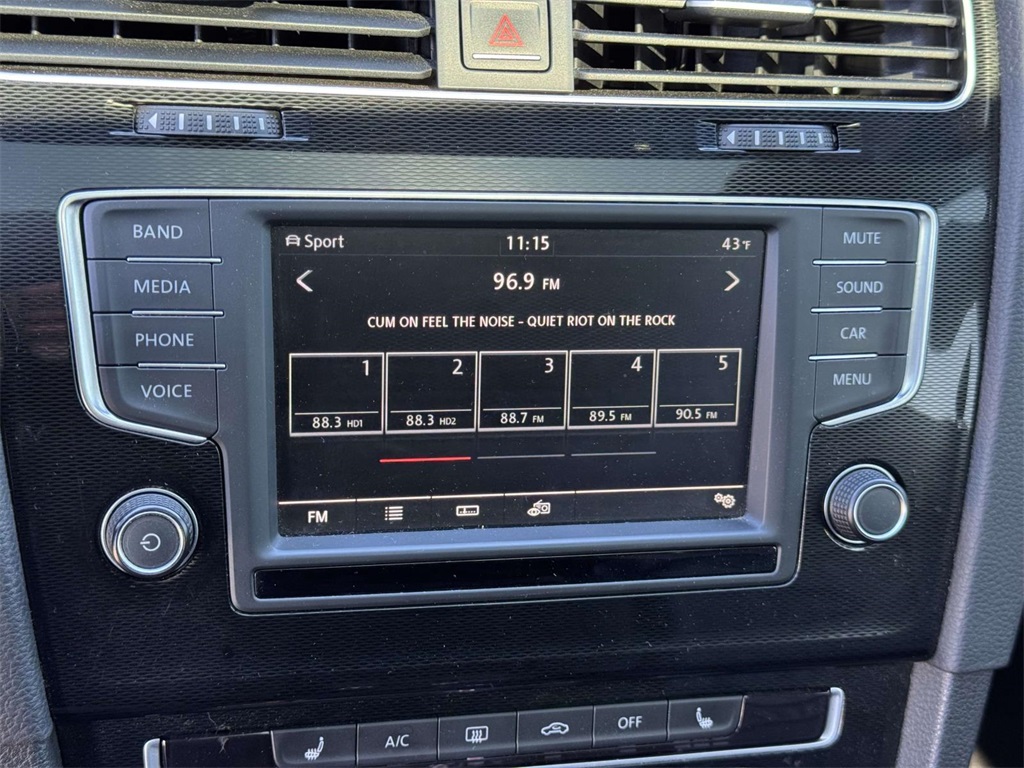 BAND
MEDIA
PHONE
VOICE
Sport 11:15 43°F
96.9 FM
CUM ON FEEL THE NOISE - QUIET RIOT ON THE ROCK
1 2 3 4 5
88.3 HD1 88.3 HD2 88.7 FM 89.5 FM 90.5 FM
FM
MUTE
SOUND
CAR
MENU
A/C OFF